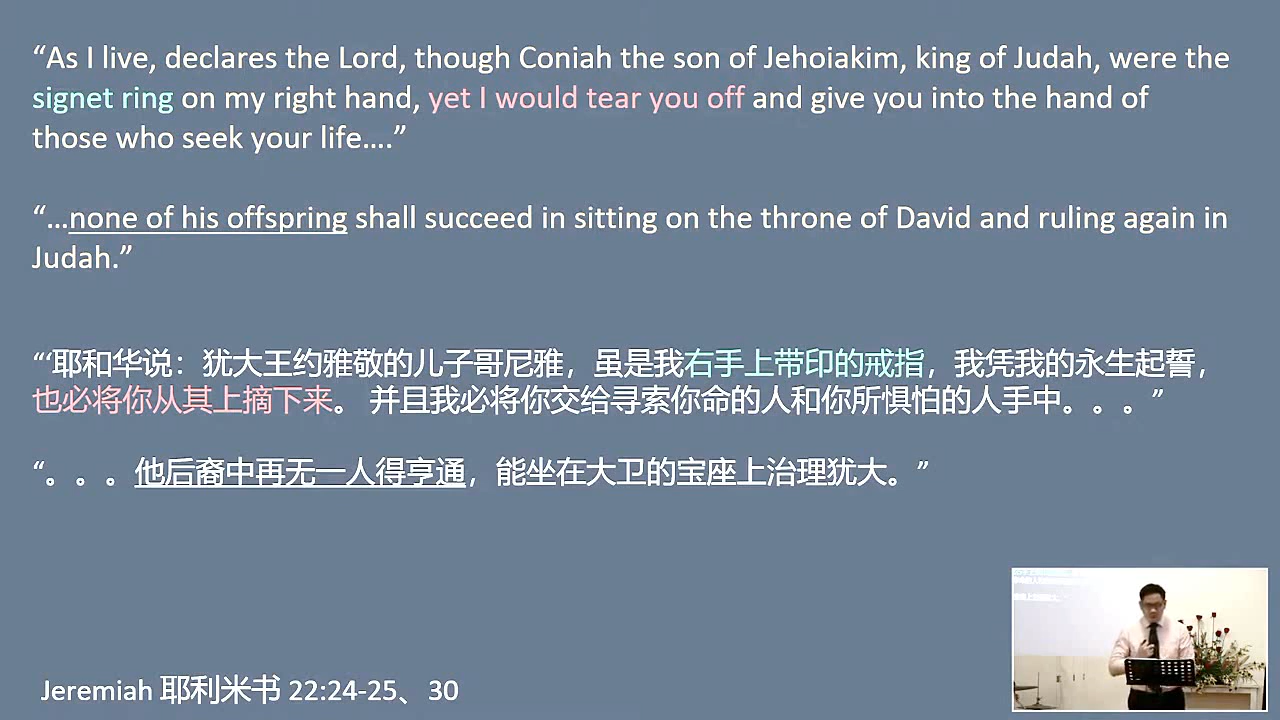 “As I live, declares the Lord, though Coniah the son of Jehoiakim, king of Judah, were the
signet ring on my right hand, yet I would tear you off and give you into the hand of
those who seek your life….”
“…none of his offspring shall succeed in sitting on the throne of David and ruling again in
Judah.”
“‘耶和华说：犹大王约雅敬的儿子哥尼雅，虽是我右手上带印的戒指，我凭我的永生起誓，
也必将你从其上摘下来。 并且我必将你交给寻索你命的人和你所惧怕的人手中。。。”
“。。。他后裔中再无一人得亨通，能坐在大卫的宝座上治理犹大。”
Jeremiah 耶利米书 22:24-25、30